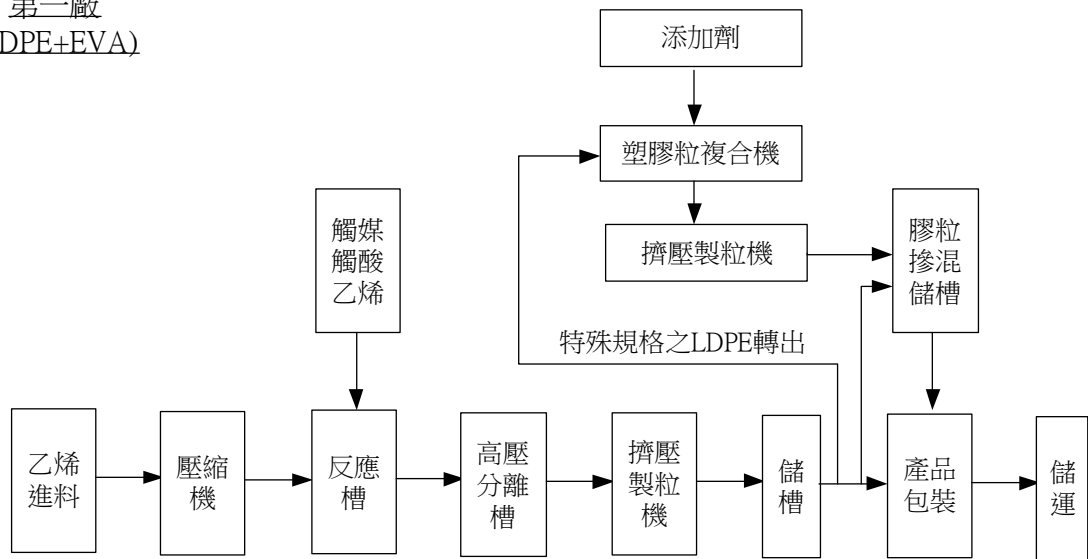 第一廠
DPE+EVA)
添加劑
塑膠粒複合機
觸媒
觸酸
乙烯
擠壓製粒機
膠粒
摻混
儲槽
特殊規格之LDPE轉出
乙烯
進料
壓縮
機
反應
槽
高壓
分離
槽
擠壓
製粒
機
儲
槽
產品
包裝
儲
運